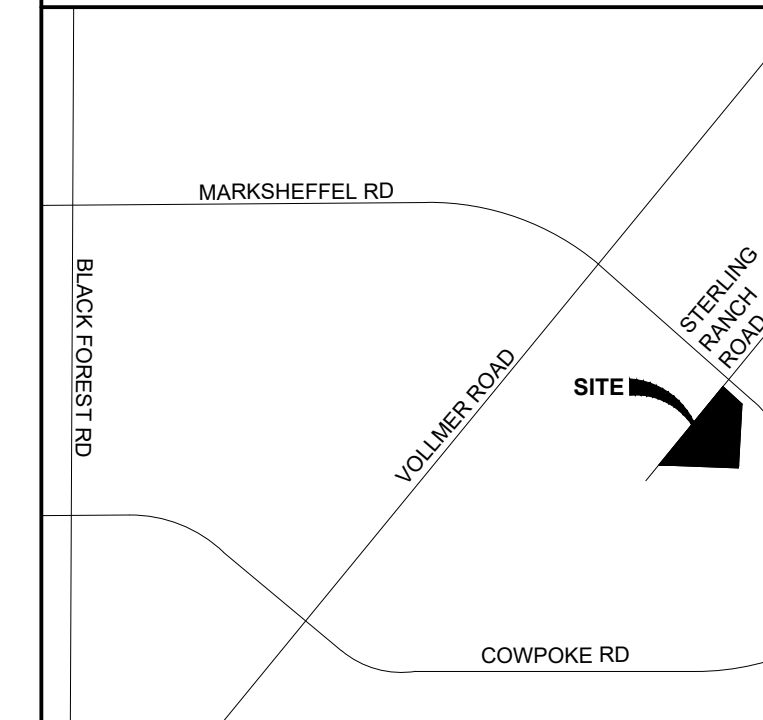 MARKSHEFFEL RD
BLACK FOREST RD
STERLING
RANCH
ROAD
VOLLMER ROAD
SITE
COWPOKE RD